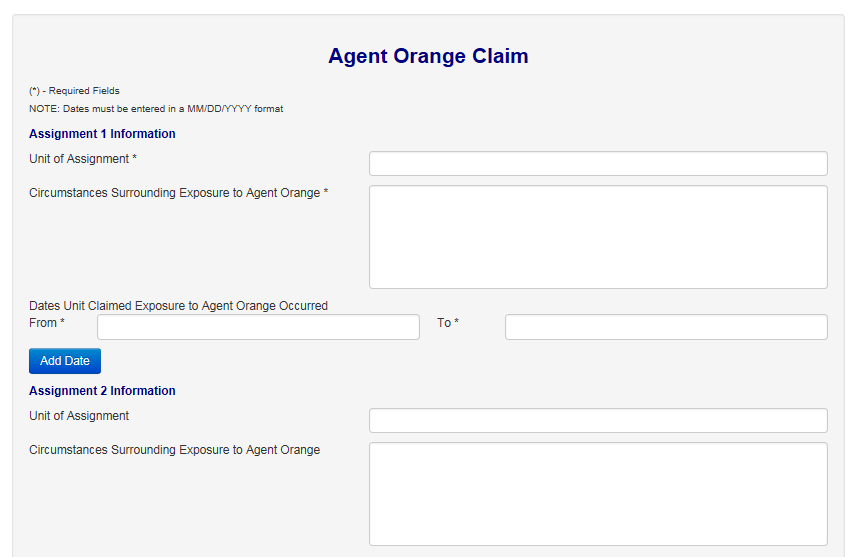 Agent Orange Claim
(*) - Required Fields
NOTE: Dates must be entered in a MM/DD/YYYY format
Assignment 1 Information
Unit of Assignment *
Circumstances Surrounding Exposure to Agent Orange *
Dates Unit Claimed Exposure to Agent Orange Occurred
From * To *
Add Date
Assignment 2 Information
Unit of Assignment
Circumstances Surrounding Exposure to Agent Orange